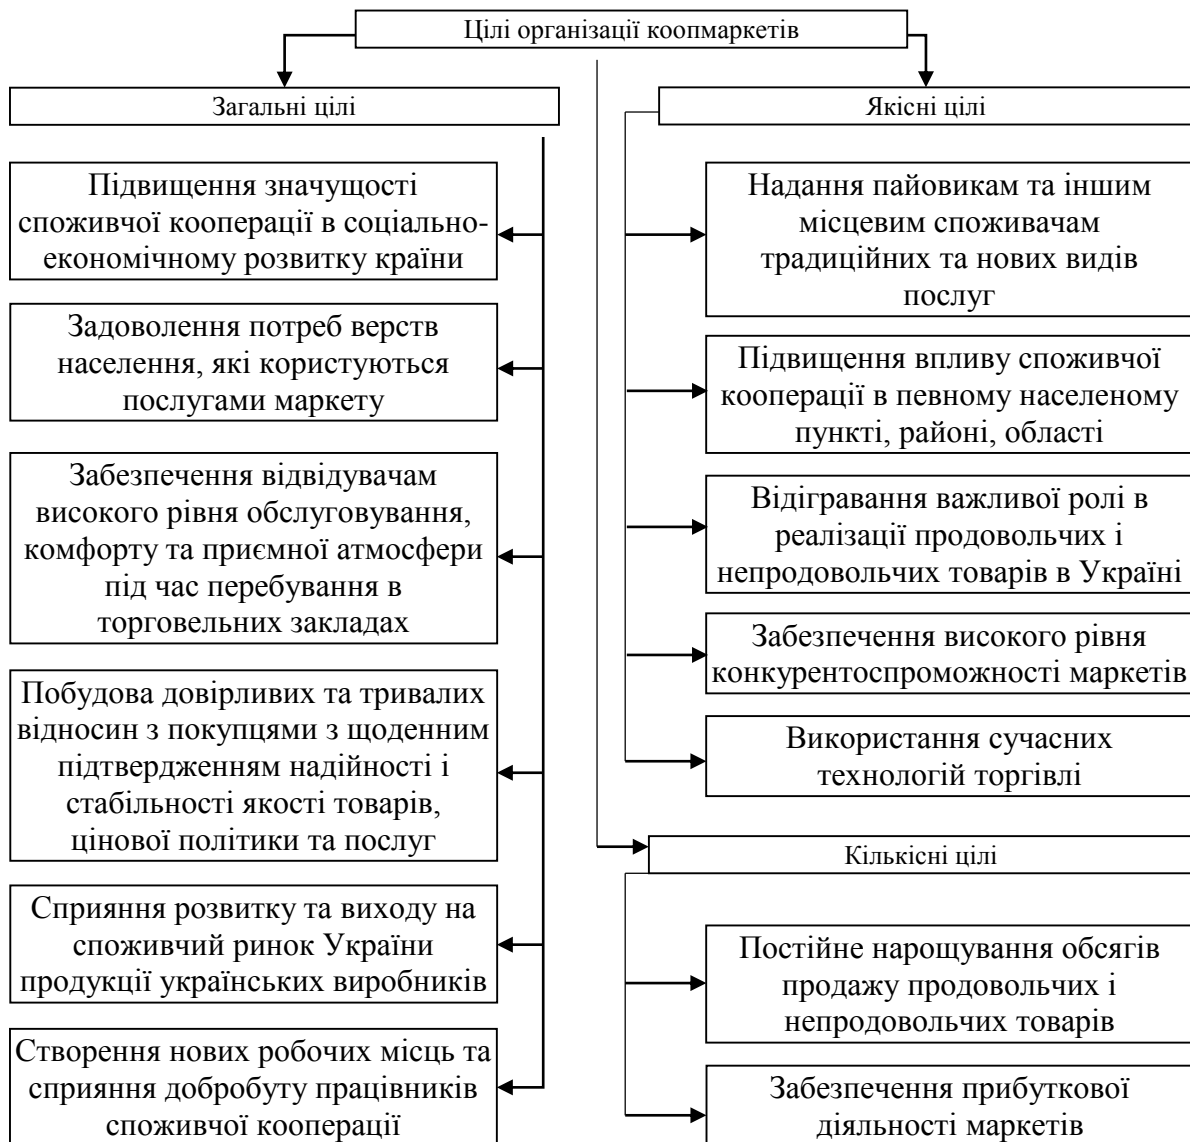 Цілі організації коопмаркетів
Загальні цілі
Підвищення значущості
споживчої кооперації в соціально-
економічному розвитку країни
Задоволення потреб верств
населення, які користуються
послугами маркету
Забезпечення відвідувачам
високого рівня обслуговування,
комфорту та приємної атмосфери
під час перебування в
торговельних закладах
Побудова довірливих та тривалих
відносин з покупцями з щоденним
підтвердженням надійності і
стабільності якості товарів,
цінової політики та послуг
Сприяння розвитку та виходу на
споживчий ринок України
продукції українських виробників
Створення нових робочих місць та
сприяння добробуту працівників
споживчої кооперації
Якісні цілі
Надання пайовикам та іншим
місцевим споживачам
традиційних та нових видів
послуг
Підвищення впливу споживчої
кооперації в певному населеному
пункті, районі, області
Відігравання важливої ролі в
реалізації продовольчих і
непродовольчих товарів в Україні
Забезпечення високого рівня
конкурентоспроможності маркетів
Використання сучасних
технологій торгівлі
Кількісні цілі
Постійне нарощування обсягів
продажу продовольчих і
непродовольчих товарів
Забезпечення прибуткової
діяльності маркетів